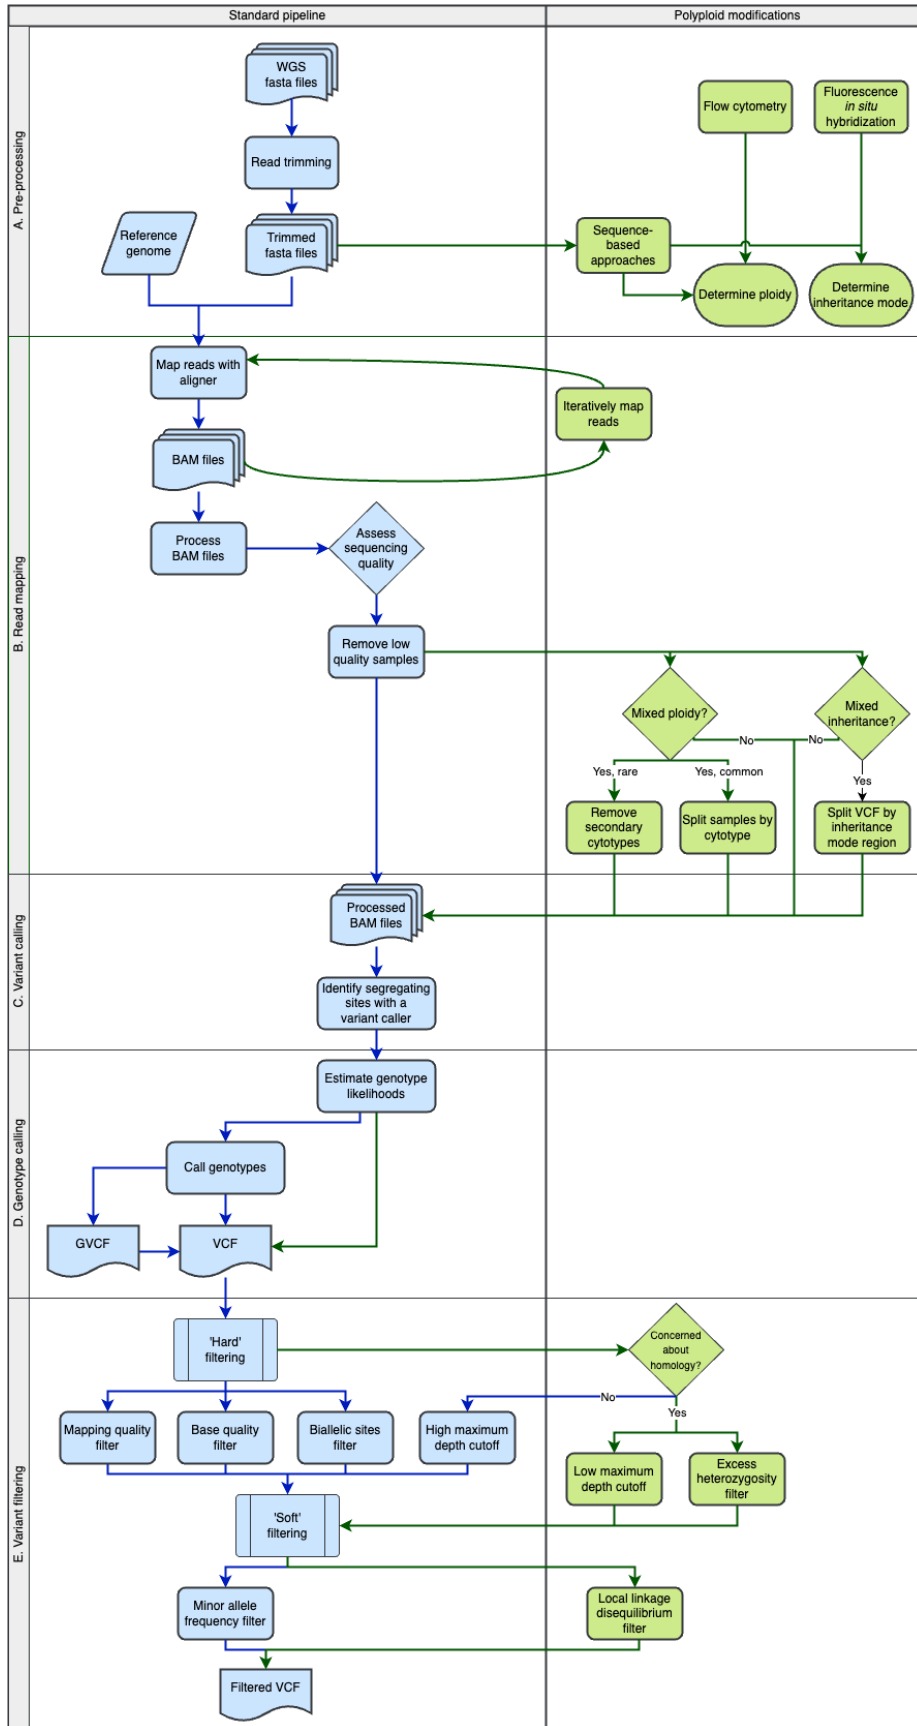 Standard pipeline
Polyploid modifications
A. Pre-processing
WGS
fasta files
Read trimming
Reference
genome
Trimmed
fasta files
Flow cytometry
Fluorescence
in situ
hybridization
Sequence-
based
approaches
Determine ploidy
Determine
inheritance mode
B. Read mapping
Map reads with
aligner
Iteratively map
reads
BAM files
Process
BAM files
Assess
sequencing
quality
Remove low
quality samples
Mixed ploidy?
Mixed
inheritance?
No
No
Yes, rare
Yes, common
Yes
Remove
secondary
cytotypes
Split samples by
cytotype
Split VCF by
inheritance
mode region
C. Variant calling
Processed
BAM files
Identify segregating
sites with a
variant caller
D. Genotype calling
Estimate genotype
likelihoods
Call genotypes
GVCF
VCF
E. Variant filtering
'Hard'
filtering
Concerned
about
homology?
No
Yes
Mapping quality
filter
Base quality
filter
Biallelic sites
filter
High maximum
depth cutoff
Low maximum
depth cutoff
Excess
heterozygosity
filter
'Soft'
filtering
Minor allele
frequency filter
Local linkage
disequilibrium
filter
Filtered VCF